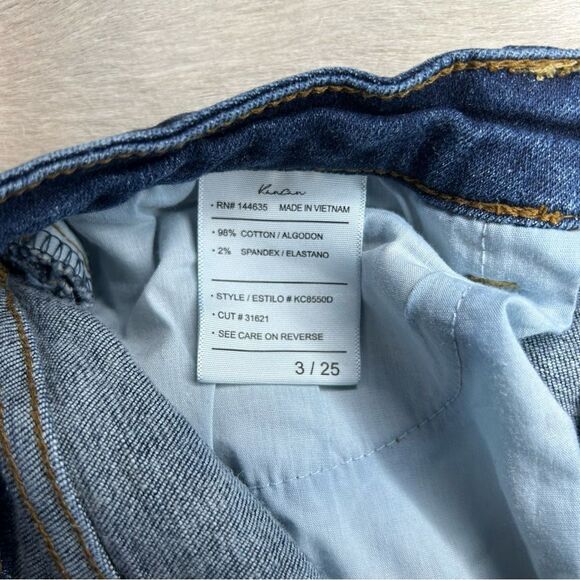 KanCan
• RN# 144635 MADE IN VIETNAM
• 98% COTTON / ALGODON
• 2% SPANDEX / ELASTANO
• STYLE / ESTILO # KC8550D
• CUT # 31621
• SEE CARE ON REVERSE
3 / 25